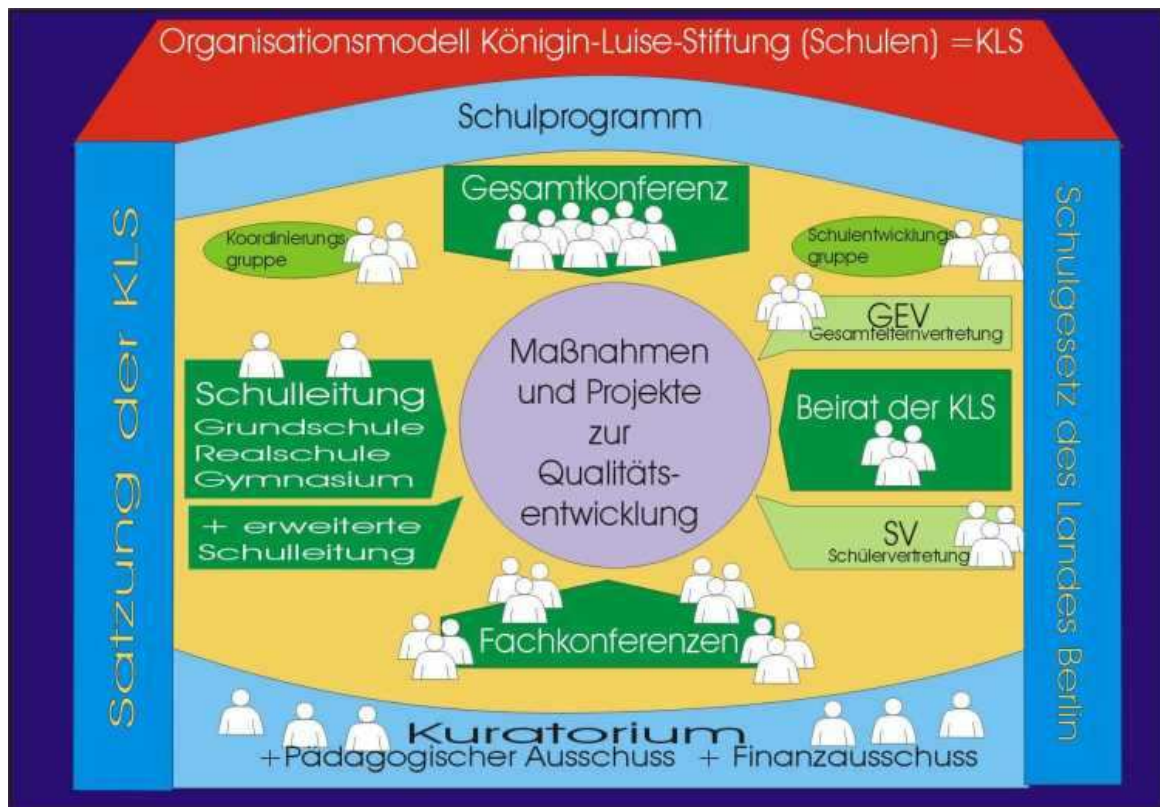 Organisationsmodell Königin-Luise-Stiftung (Schulen) =KLS
Schulprogramm
Satzung der KLS
Schulgesetz des Landes Berlin
Gesamtkonferenz
Koordinierungs
gruppe
Schulentwicklungs
gruppe
GEV
Gesamtelternvertretung
Maßnahmen
und Projekte
zur
Qualitäts-
entwicklung
Schulleitung
Grundschule
Realschule
Gymnasium
+ erweiterte
Schulleitung
Beirat der KLS
SV
Schülervertretung
Fachkonferenzen
Kuratorium
+Pädagogischer Ausschuss + Finanzausschuss